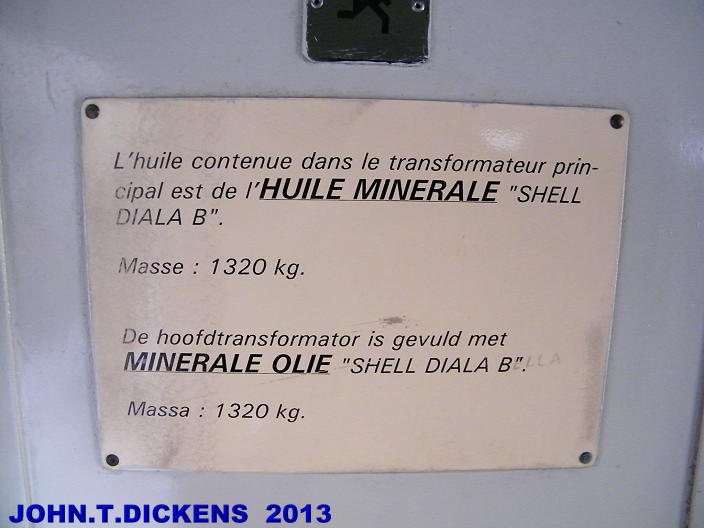 L'huile contenue dans le transformateur prin-
cipal est de l'HUILE MINERALE "SHELL
DIALA B".
Masse : 1320 kg.
De hoofdtransformator is gevuld met
MINERALE OLIE "SHELL DIALA B".
Massa : 1320 kg.
JOHN.T.DICKENS 2013